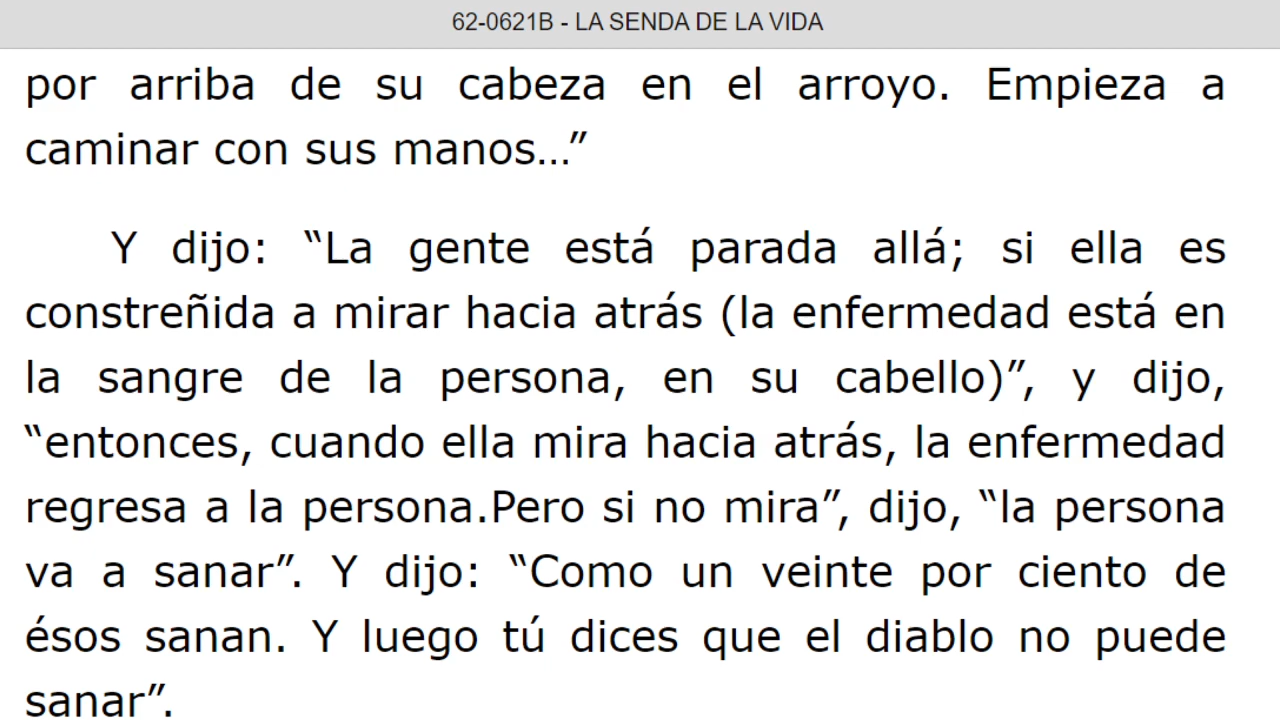 62-0621B - LA SENDA DE LA VIDA
por arriba de su cabeza en el arroyo. Empieza a
caminar con sus manos...”
Y dijo: “La gente está parada allá; si ella es
constreñida a mirar hacia atrás (la enfermedad está en
la sangre de la persona, en su cabello)”, y dijo,
“entonces, cuando ella mira hacia atrás, la enfermedad
regresa a la persona.Pero si no mira”, dijo, “la persona
va a sanar”. Y dijo: “Como un veinte por ciento de
ésos sanan. Y luego tú dices que el diablo no puede
sanar”.